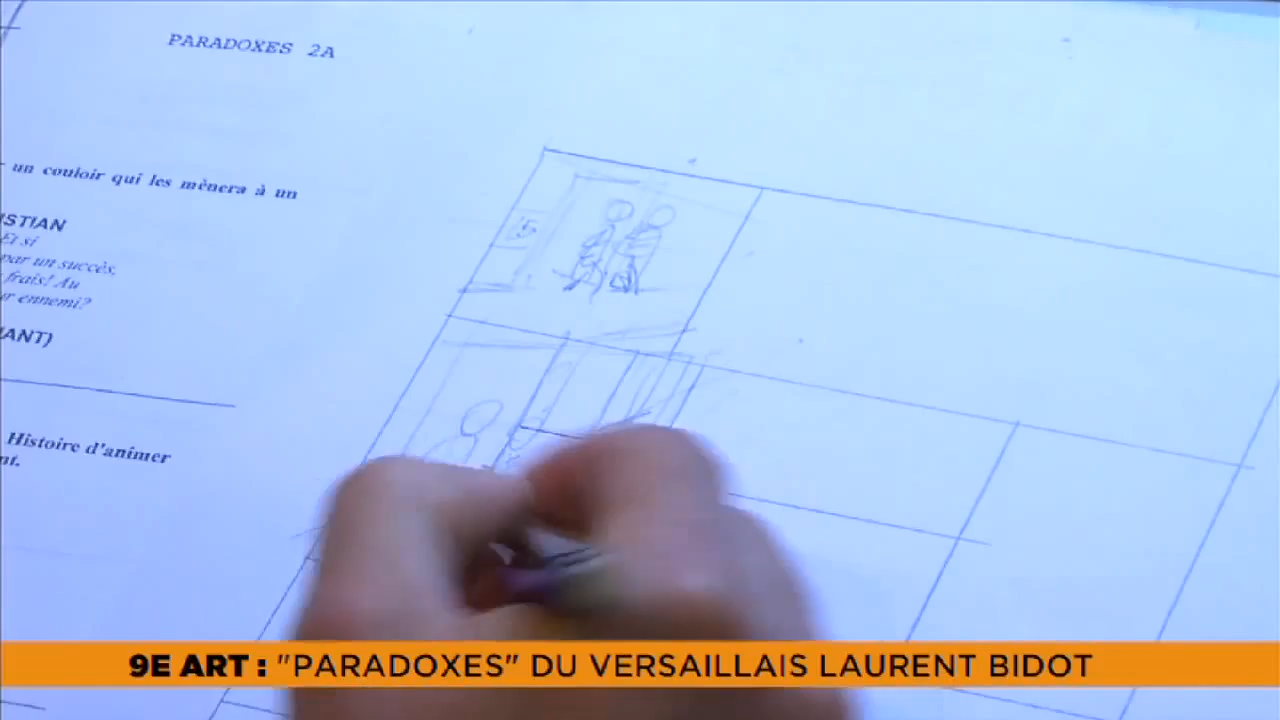 PARADOXES 2A
un couloir qui les mènera à un
STIAN
Et si
par un succès.
frais! Au
ur ennemi?
ANT)
Histoire d'animer
nt.
9E ART : "PARADOXES" DU VERSAILLAIS LAURENT BIDOT